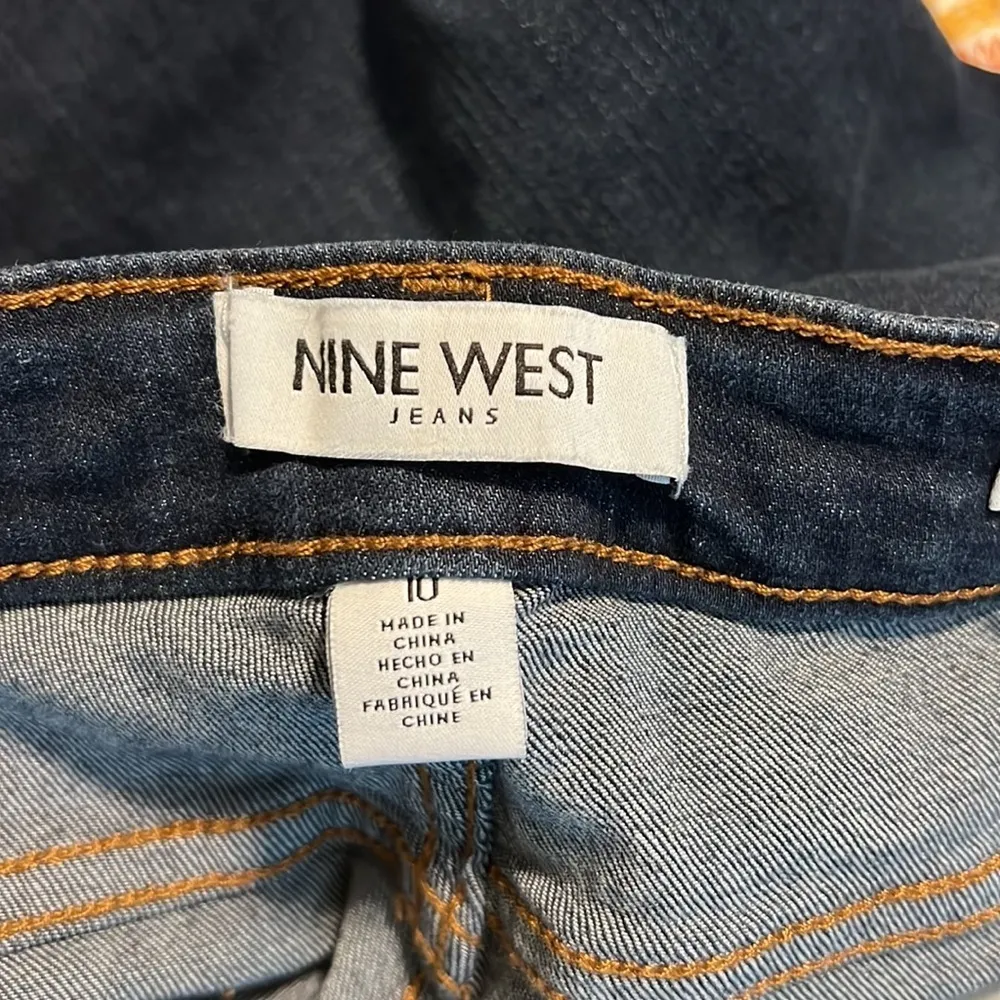 NINE WEST
JEANS
10
MADE IN
CHINA
HECHO EN
CHINA
FABRIQUÉ EN
CHINE